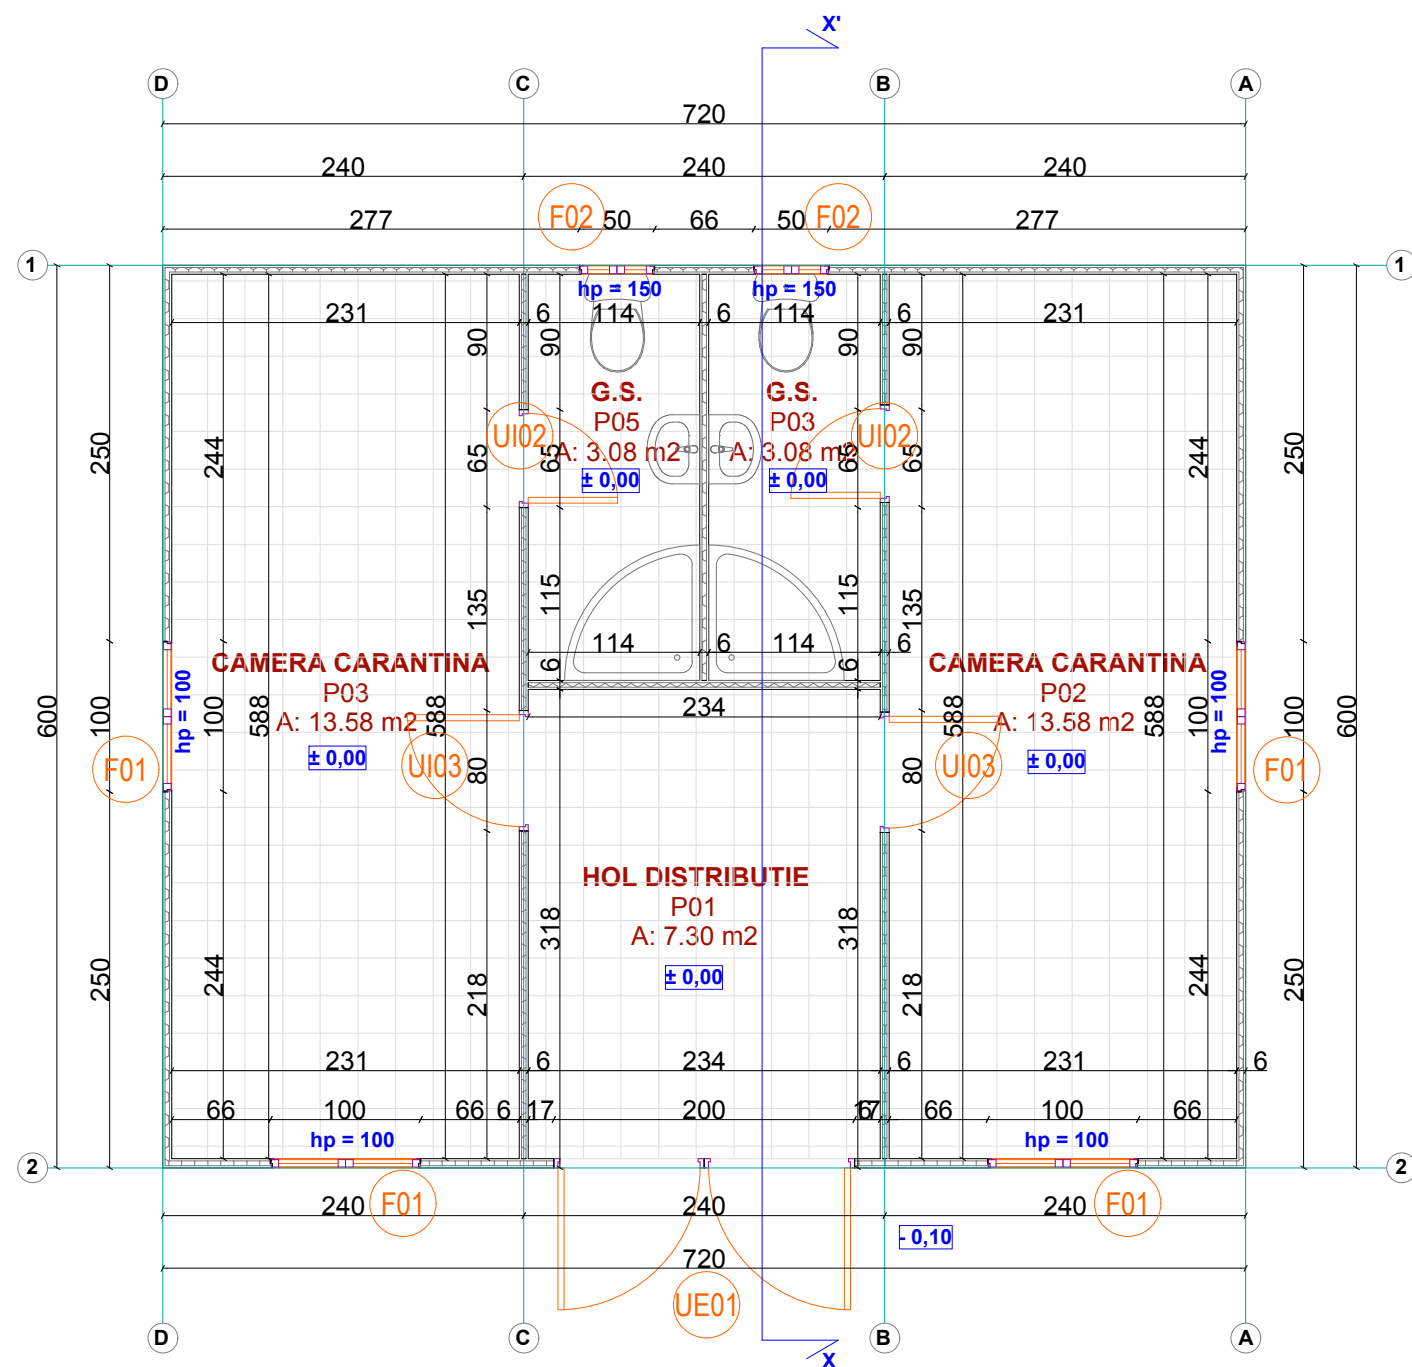 X'
D
C
B
A
720
240
240
240
277
F02
50
66
50
F02
277
1
1
hp = 150
hp = 150
231
6
114
6
114
6
231
90
90
90
90
G.S.
P05
A: 3.08 m2
± 0,00
G.S.
P03
A: 3.08 m2
± 0,00
UI02
UI02
250
244
65
65
65
65
244
250
135
115
115
135
114
6
114
6
6
6
CAMERA CARANTINA
P03
A: 13.58 m2
± 0,00
CAMERA CARANTINA
P02
A: 13.58 m2
± 0,00
234
600
100
hp = 100
100
588
588
588
588
100
hp = 100
100
600
F01
UI03
80
80
UI03
F01
HOL DISTRIBUTIE
P01
A: 7.30 m2
± 0,00
318
318
250
244
218
218
244
250
231
6
234
6
231
6
66
100
66
6
17
200
17
6
66
100
66
hp = 100
hp = 100
2
2
F01
F01
240
240
240
- 0,10
720
UE01
D
C
B
A
X